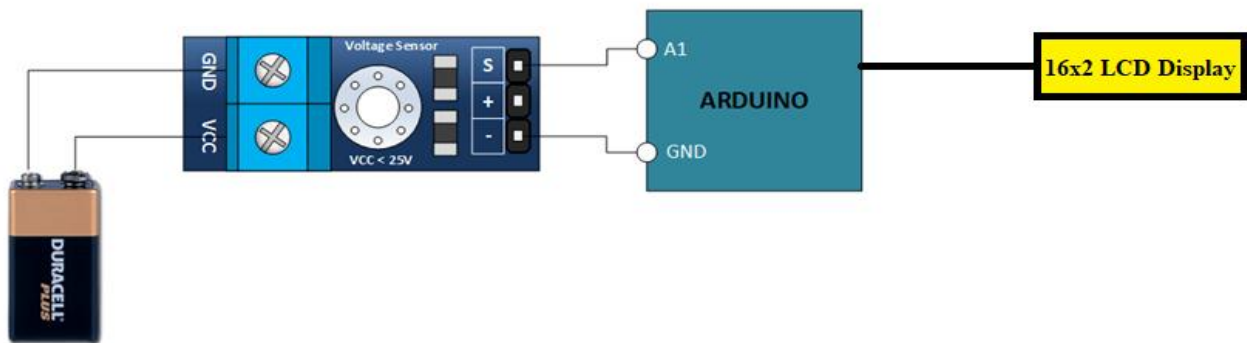 GND
VCC
Voltage Sensor
VCC < 25V
S
+
-
A1
GND
ARDUINO
16x2 LCD Display
DURACELL
PLUS